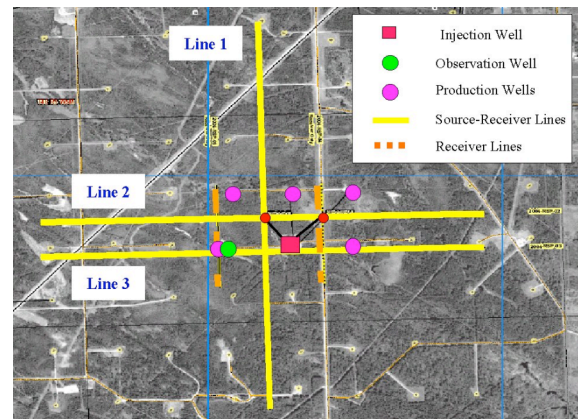 Line 1
Injection Well
Observation Well
Production Wells
Source-Receiver Lines
Receiver Lines
Line 2
Line 3